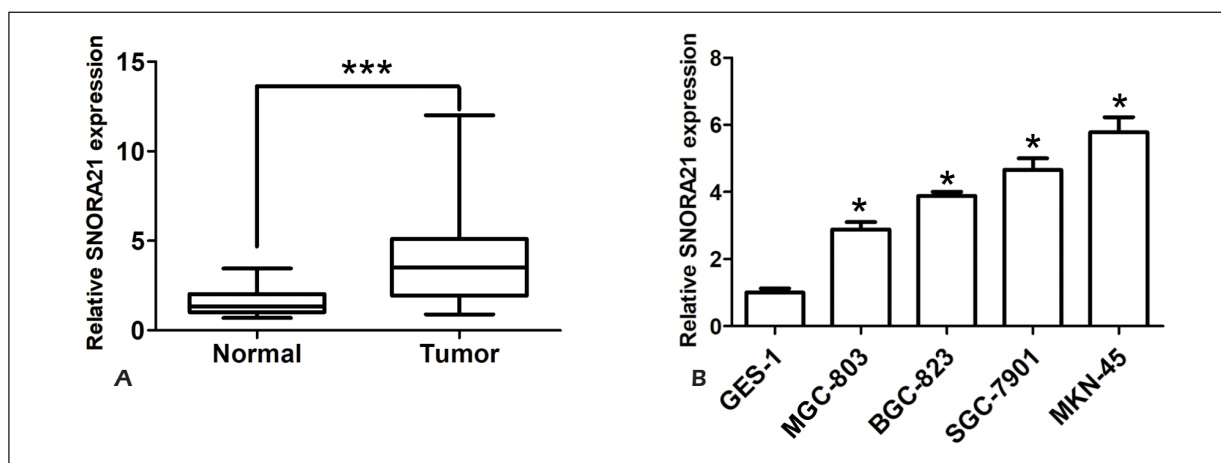 Relative SNORA21 expression
15
10
5
0
***
Normal
Tumor
A
Relative SNORA21 expression
8
6
4
2
0
*
*
*
*
GES-1
MGC-803
BGC-823
SGC-7901
MKN-45
B